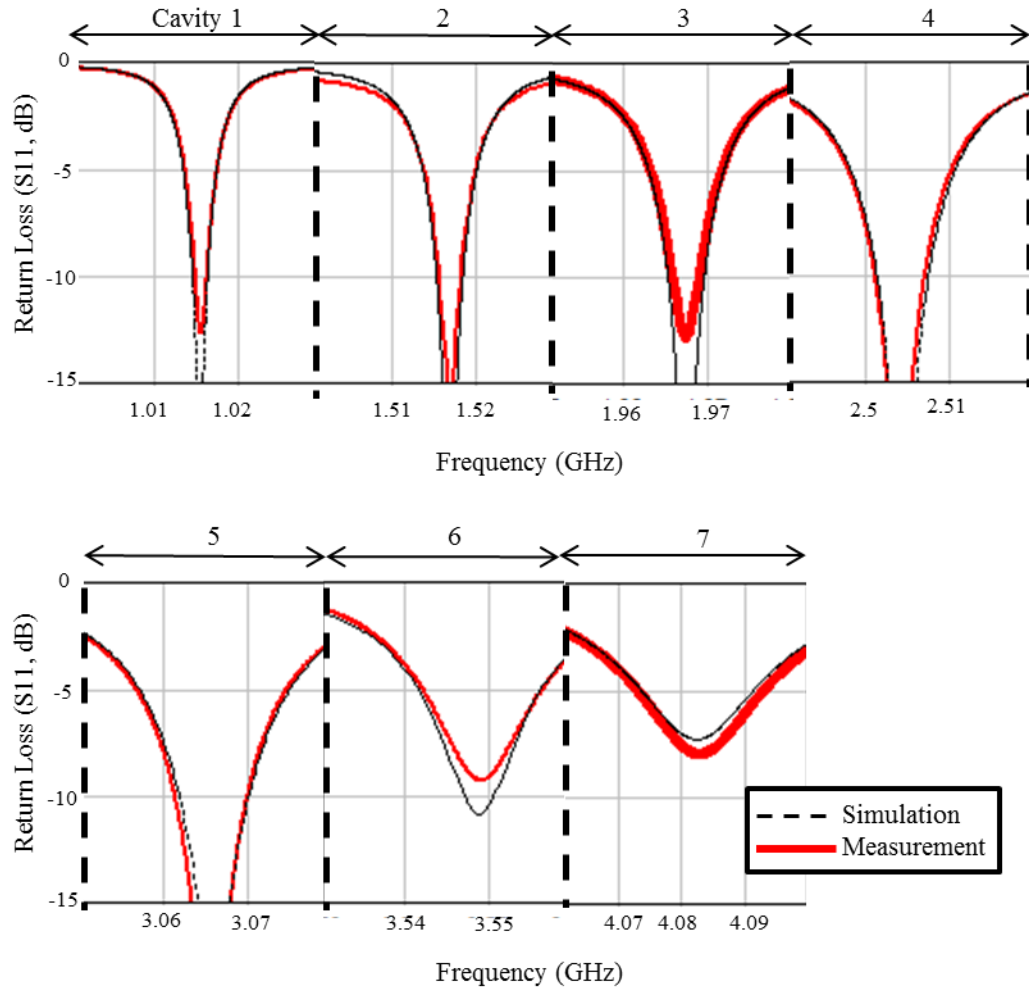 Cavity 1 2 3 4
0
-5
-10
-15
Return Loss (S11, dB)
1.01 1.02 1.51 1.52 1.96 1.97 2.5 2.51
Frequency (GHz)
5 6 7
0
-5
-10
-15
Return Loss (S11, dB)
Simulation
Measurement
3.06 3.07 3.54 3.55 4.07 4.08 4.09
Frequency (GHz)